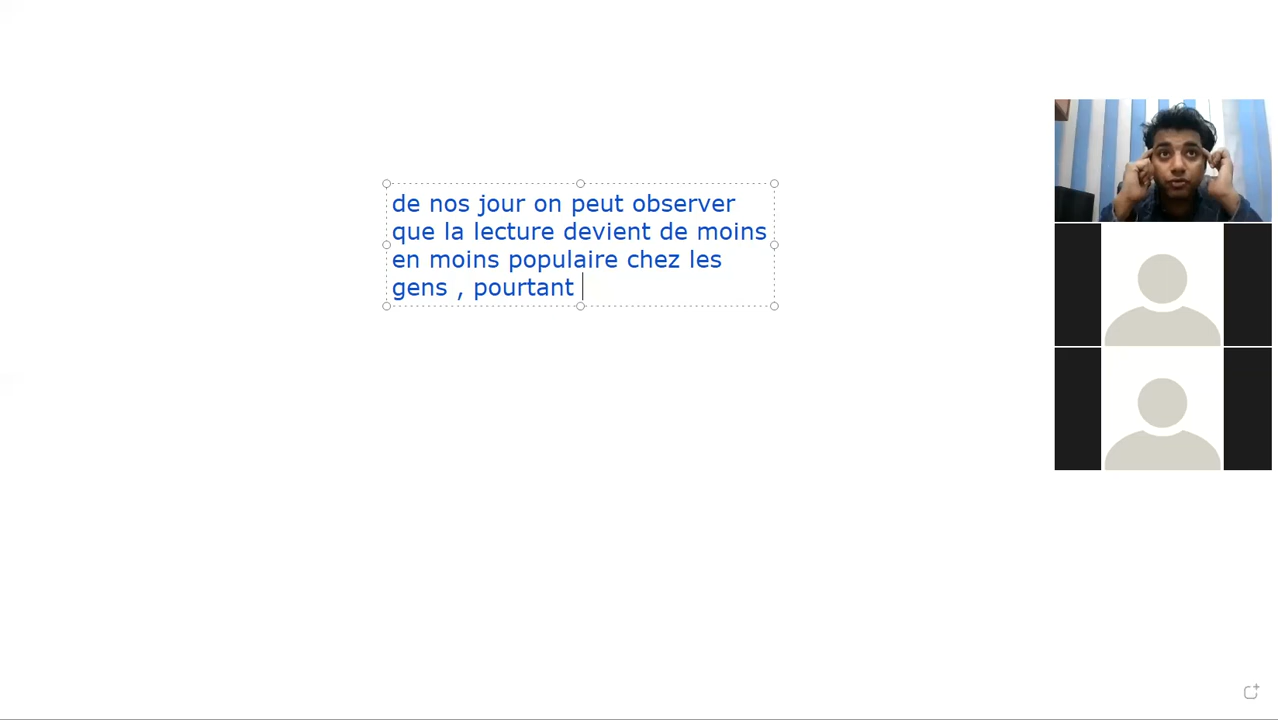 de nos jour on peut observer
que la lecture devient de moins
en moins populaire chez les
gens , pourtant